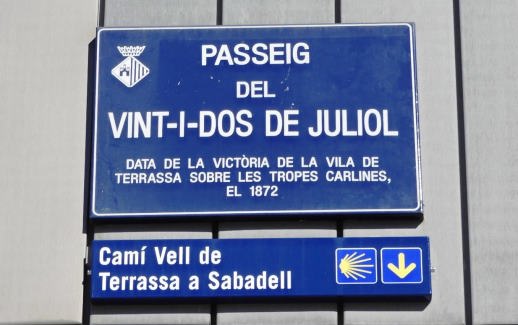 PASSEIG
DEL
VINT-I-DOS DE JULIOL
DATA DE LA VICTÒRIA DE LA VILA DE
TERRASSA SOBRE LES TROPES CARLINES,
EL 1872
Camí Vell de
Terrassa a Sabadell